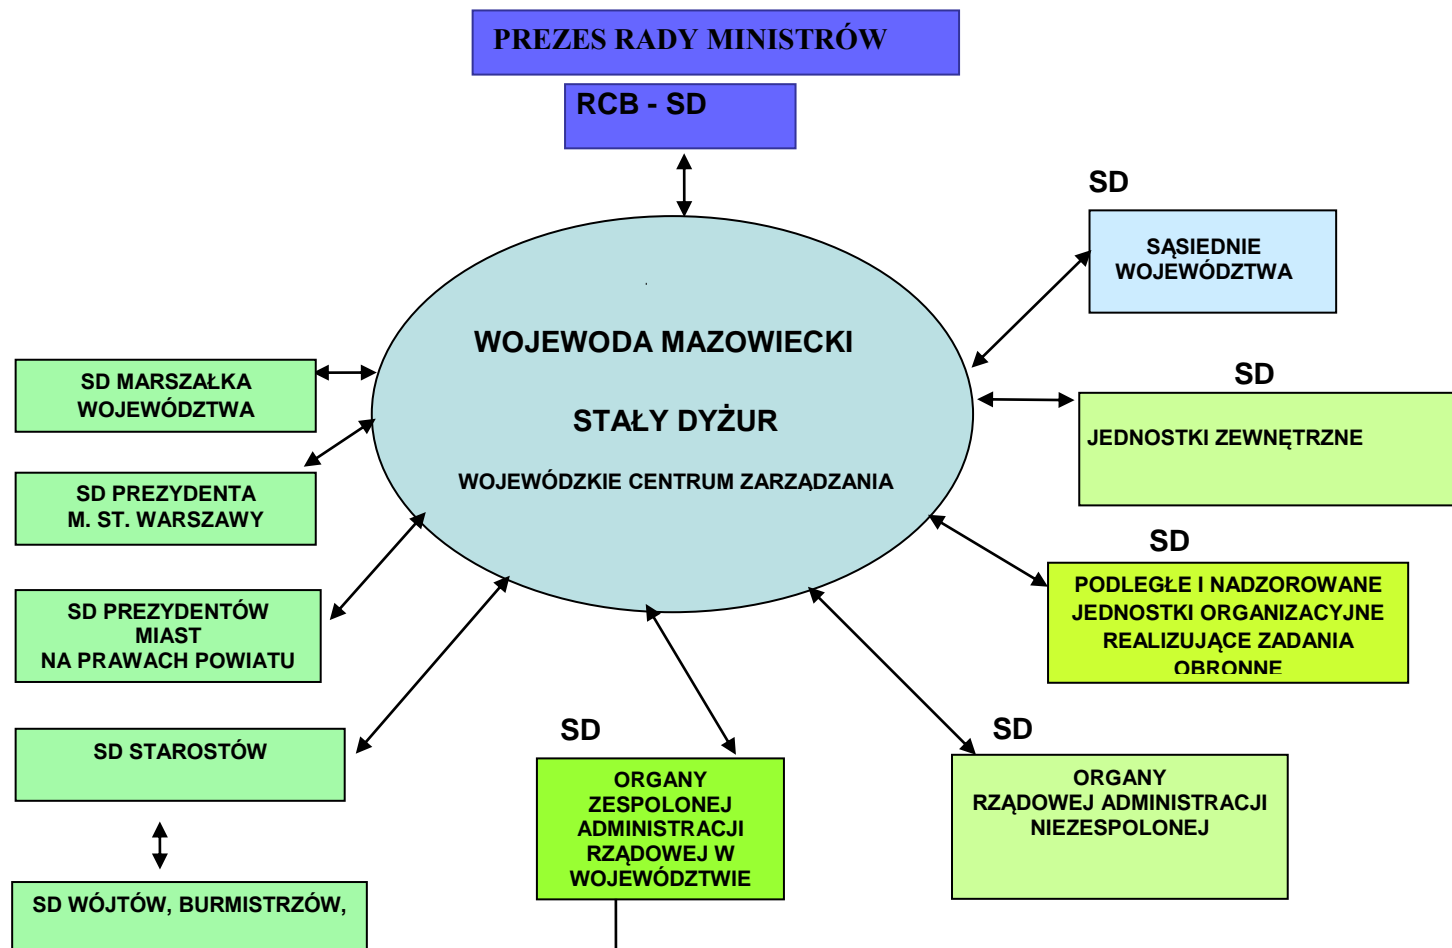 PREZES RADY MINISTRÓW
RCB - SD
SD
SĄSIEDNIE
WOJEWÓDZTWA
WOJEWODA MAZOWIECKI
STAŁY DYŻUR
WOJEWÓDZKIE CENTRUM ZARZĄDZANIA
SD MARSZAŁKA
WOJEWÓDZTWA
SD
JEDNOSTKI ZEWNĘTRZNE
SD PREZYDENTA
M. ST. WARSZAWY
SD
PODLEGŁE I NADZOROWANE
JEDNOSTKI ORGANIZACYJNE
REALIZUJĄCE ZADANIA
OBRONNE
SD PREZYDENTÓW
MIAST
NA PRAWACH POWIATU
SD STAROSTÓW
SD
ORGANY
ZESPOLONEJ
ADMINISTRACJI
RZĄDOWEJ W
WOJEWÓDZTWIE
SD
ORGANY
RZĄDOWEJ ADMINISTRACJI
NIEZESPOLONEJ
SD WÓJTÓW, BURMISTRZÓW,